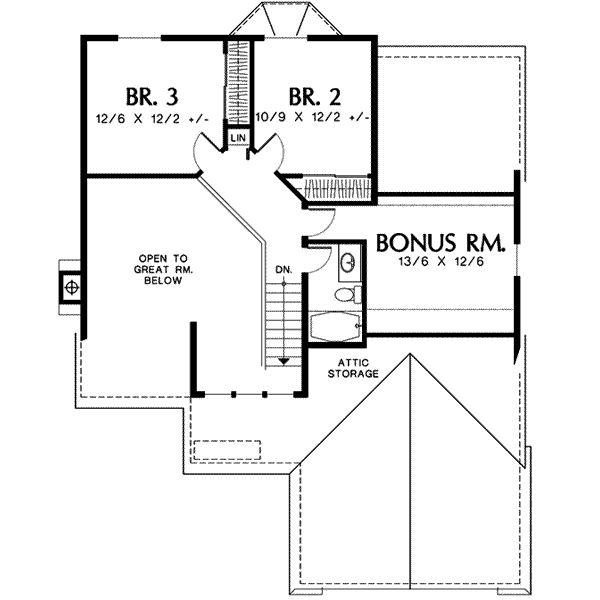 BR. 3
12/6 X 12/2 +/-
BR. 2
10/9 X 12/2 +/-
LIN
BONUS RM.
13/6 X 12/6
OPEN TO
GREAT RM.
BELOW
DN.
ATTIC
STORAGE